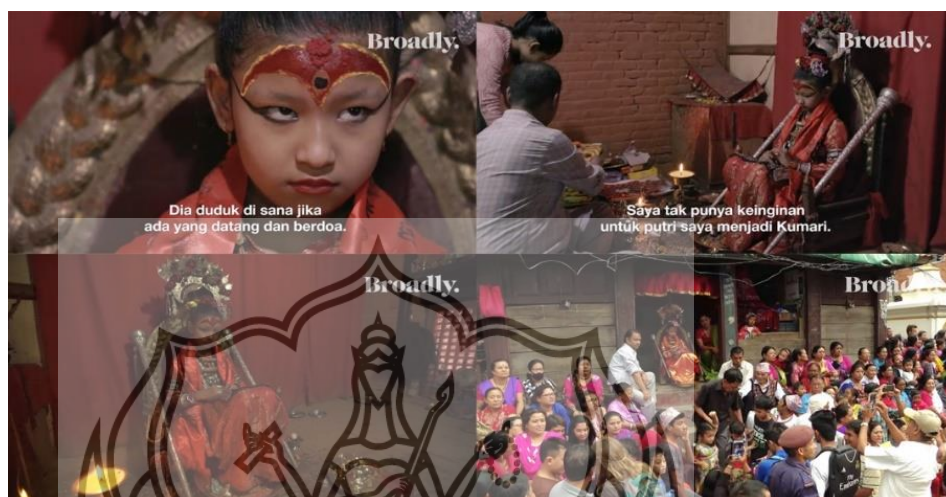 Broadly.
Dia duduk di sana jika
ada yang datang dan berdoa.
Broadly.
Saya tak punya keinginan
untuk putri saya menjadi Kumari.
Broadly.
Broadly.